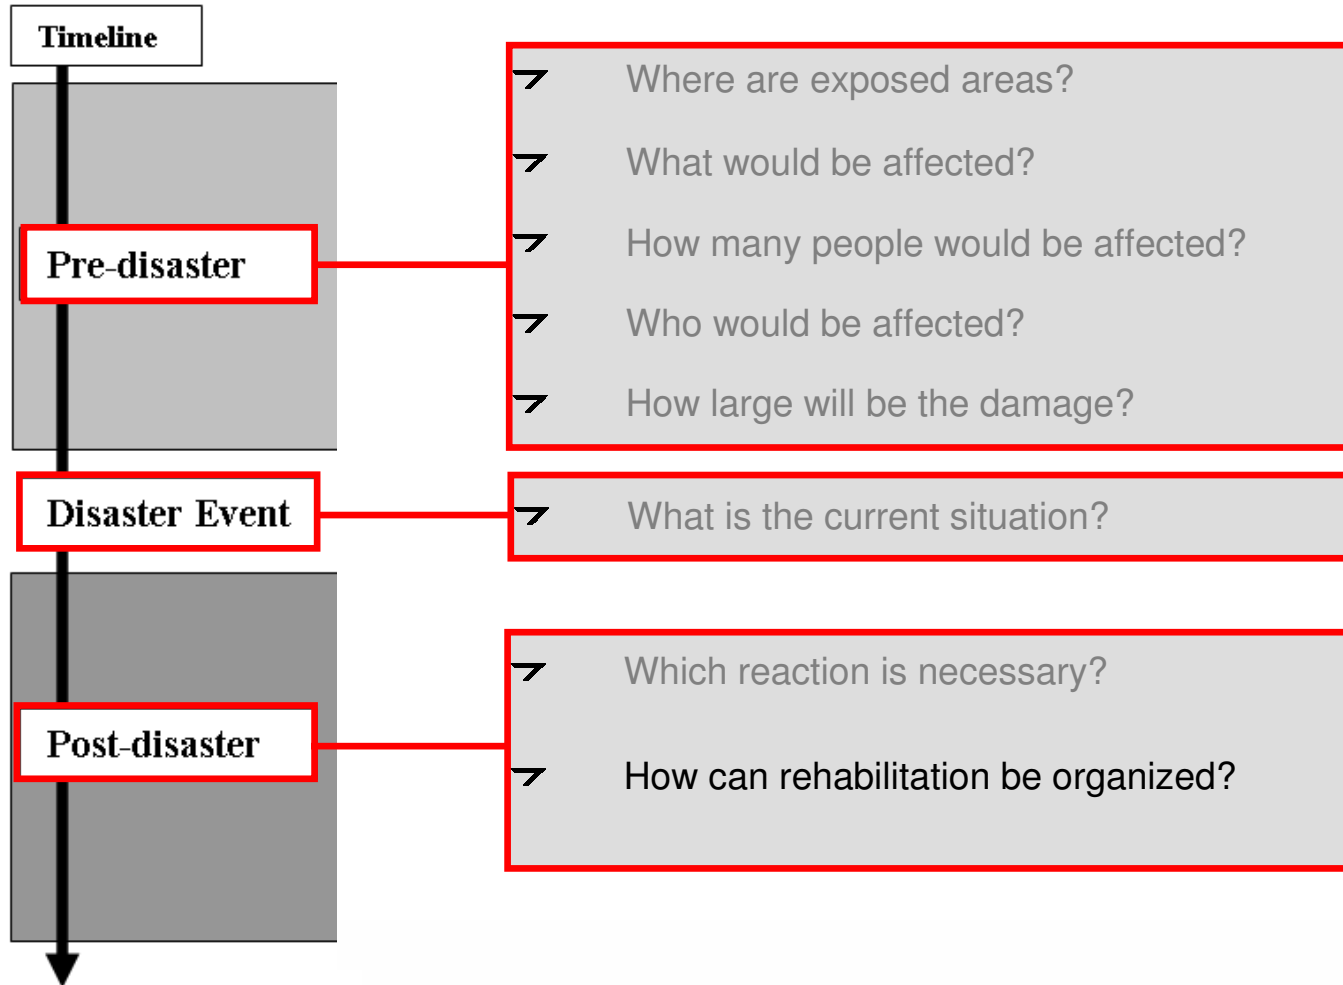 Timeline
Where are exposed areas?
What would be affected?
How many people would be affected?
Pre-disaster
Who would be affected?
How large will be the damage?
Disaster Event
What is the current situation?
Which reaction is necessary?
Post-disaster
How can rehabilitation be organized?